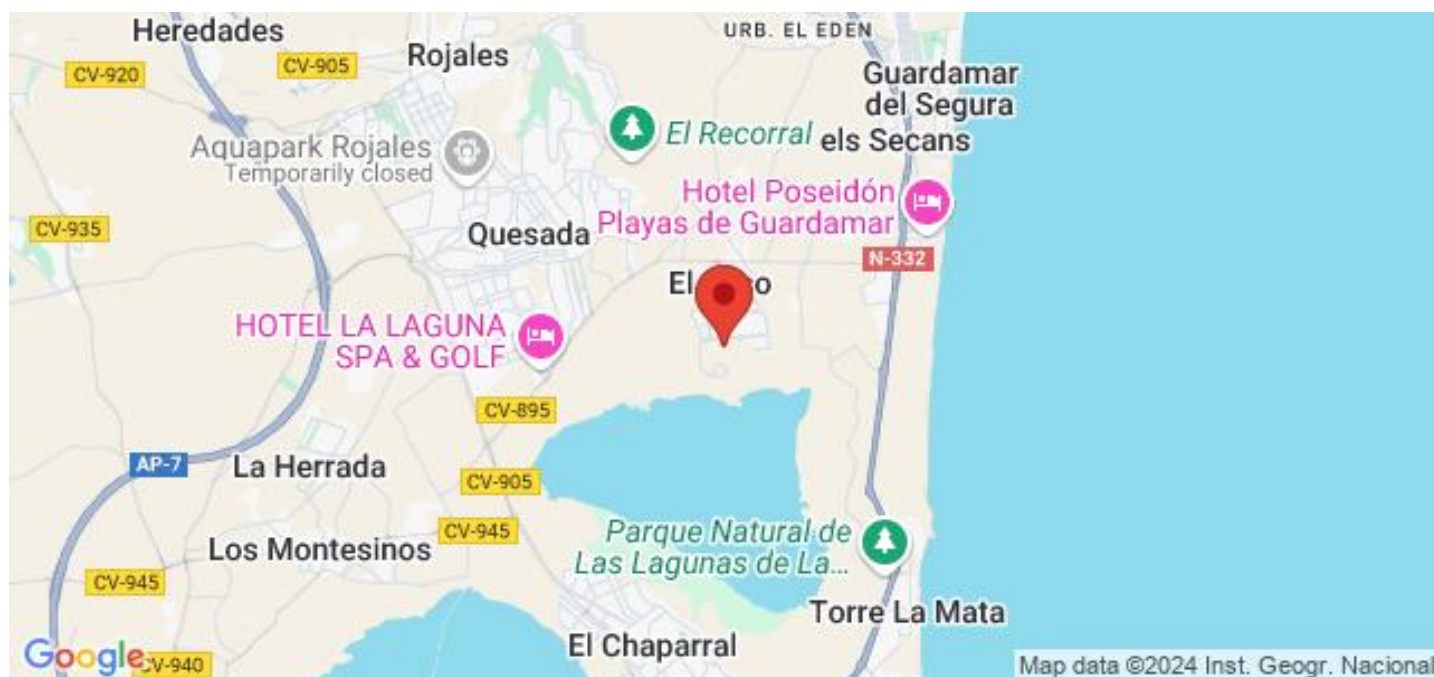 Heredades
URB. EL EDEN
CV-905
Rojales
CV-920
Guardamar
del Segura
El Recorral
els Secans
Aquapark Rojales
Temporarily closed
Hotel Poseidón
Playas de Guardamar
CV-935
Quesada
N-332
El
HOTEL LA LAGUNA
SPA & GOLF
CV-895
AP-7
La Herrada
CV-905
CV-945
Parque Natural de
Las Lagunas de La...
Los Montesinos
CV-945
Torre La Mata
El Chaparral
Google
CV-940
Map data ©2024 Inst. Geogr. Nacional